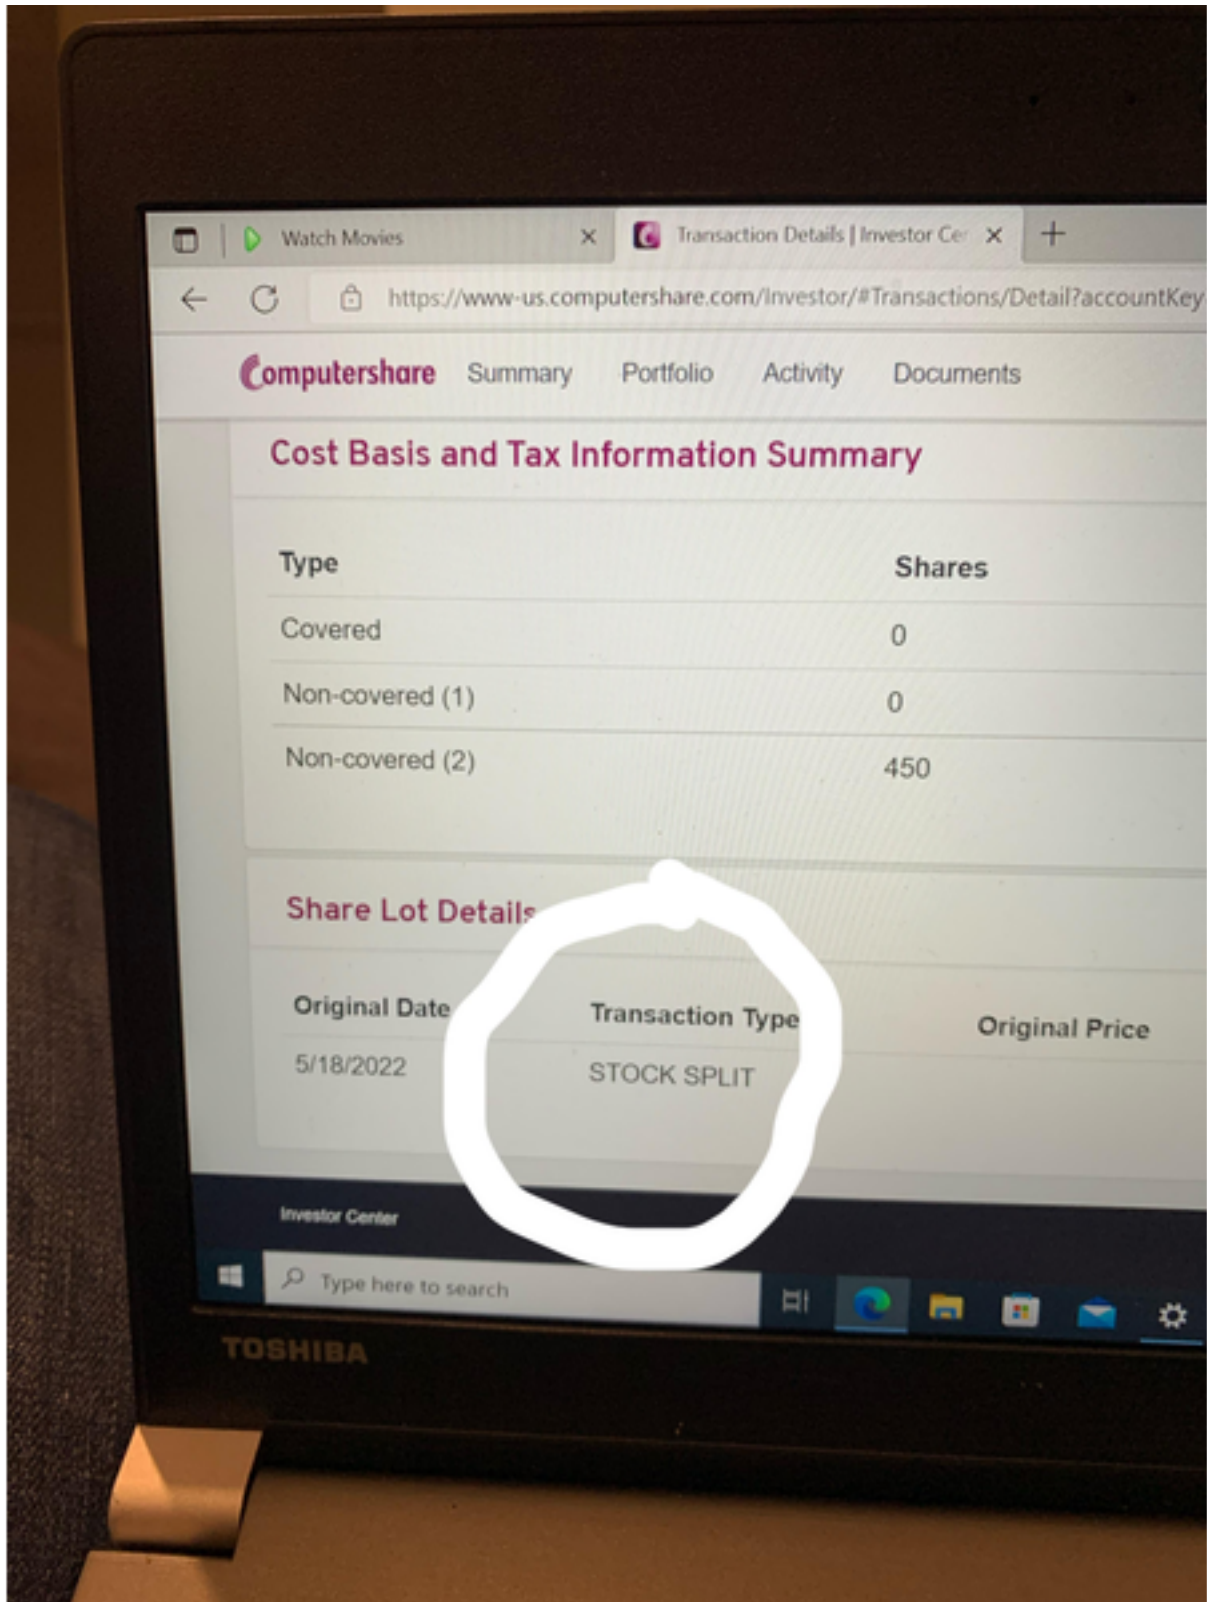 Watch Movies
Transaction Details | Investor Cer
https://www-us.computershare.com/Investor/#Transactions/Detail?accountKey
Computershare Summary Portfolio Activity Documents
Cost Basis and Tax Information Summary
Type Shares
Covered 0
Non-covered (1) 0
Non-covered (2) 450
Share Lot Details
Original Date Transaction Type Original Price
5/18/2022 STOCK SPLIT
Investor Center
Type here to search
TOSHIBA